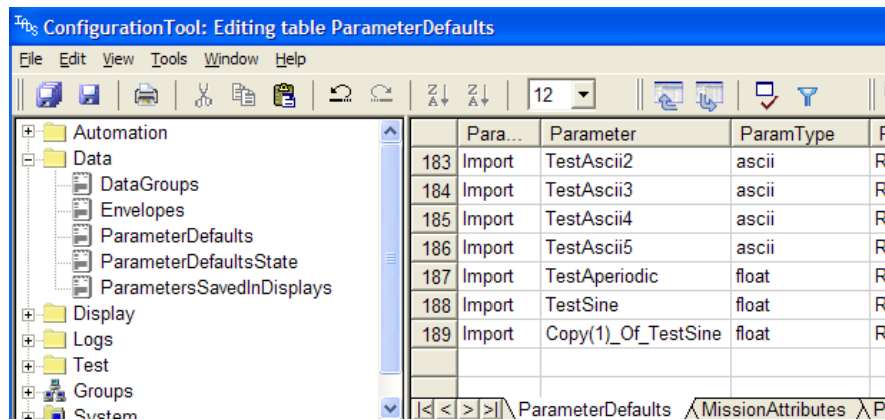 IADS ConfigurationTool: Editing table ParameterDefaults
File Edit View Tools Window Help
12
Automation
Data
DataGroups
Envelopes
ParameterDefaults
ParameterDefaultsState
ParametersSavedInDisplays
Display
Logs
Test
Groups
System
Para... Parameter ParamType
183 Import TestAscii2 ascii R
184 Import TestAscii3 ascii R
185 Import TestAscii4 ascii R
186 Import TestAscii5 ascii R
187 Import TestAperiodic float R
188 Import TestSine float R
189 Import Copy(1)_Of_TestSine float R
ParameterDefaults MissionAttributes P